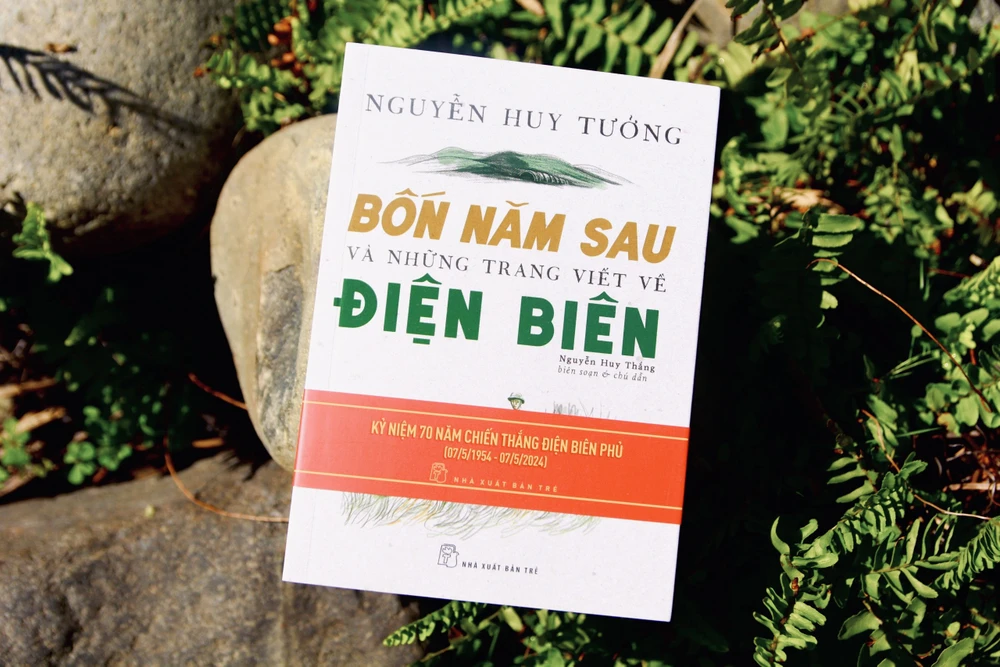 NGUYỄN HUY TƯỞNG
BỐN NĂM SAU
VÀ NHỮNG TRANG VIẾT VỀ
ĐIỆN BIÊN
Nguyễn Huy Thắng
biên soạn & chú dẫn
KỶ NIỆM 70 NĂM CHIẾN THẮNG ĐIỆN BIÊN PHỦ
(07/5/1954 - 07/5/2024)
NHÀ XUẤT BẢN TRẺ
NHÀ XUẤT BẢN TRẺ